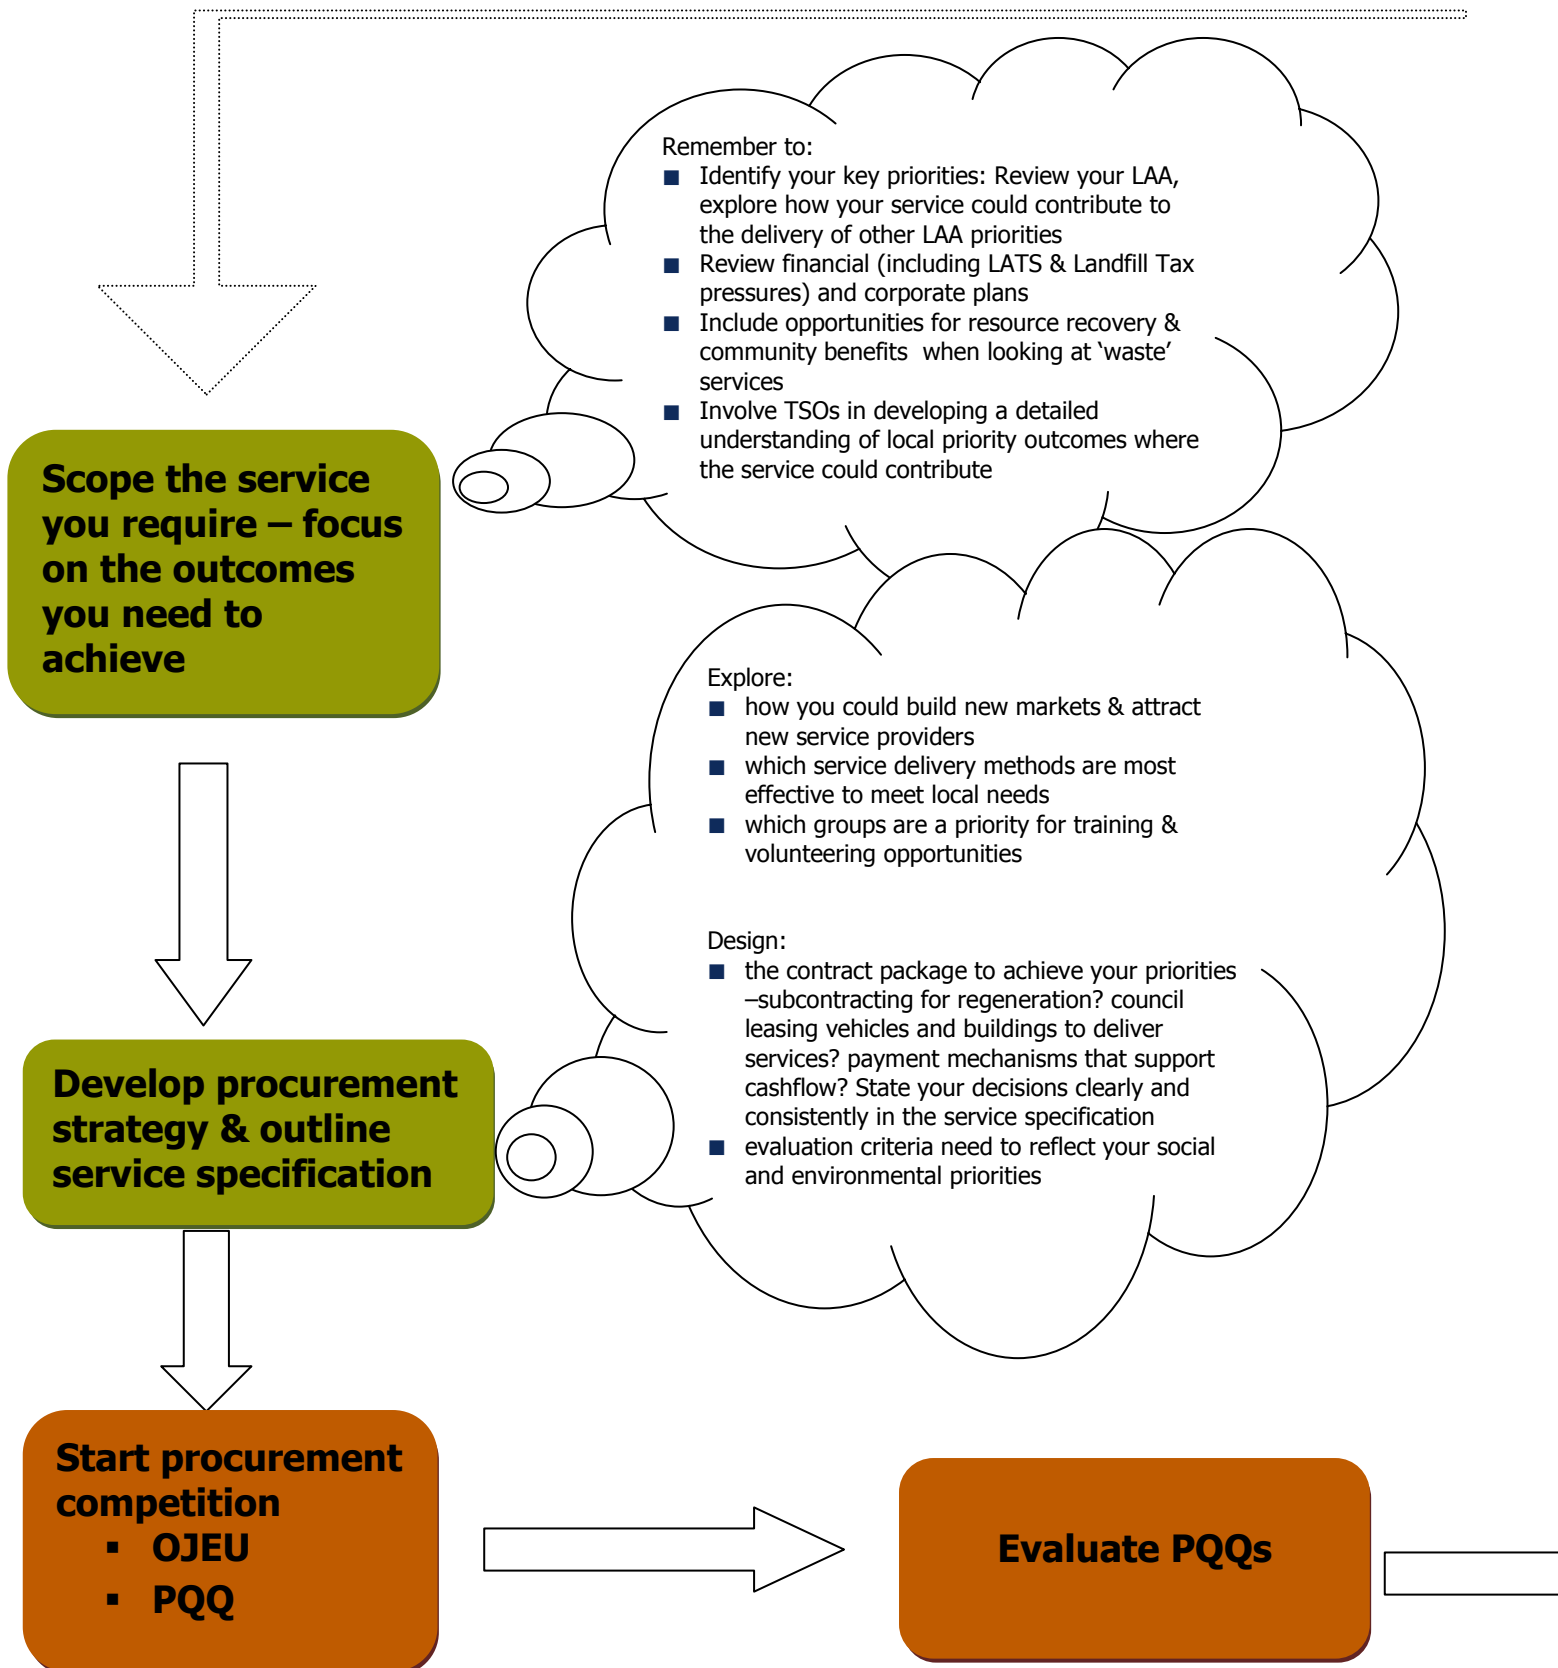 Remember to:
■ Identify your key priorities: Review your LAA,
explore how your service could contribute to
the delivery of other LAA priorities
■ Review financial (including LATS & Landfill Tax
pressures) and corporate plans
■ Include opportunities for resource recovery &
community benefits when looking at ‘waste’
services
■ Involve TSOs in developing a detailed
understanding of local priority outcomes where
the service could contribute
Scope the service
you require – focus
on the outcomes
you need to
achieve
Explore:
■ how you could build new markets & attract
new service providers
■ which service delivery methods are most
effective to meet local needs
■ which groups are a priority for training &
volunteering opportunities
Design:
■ the contract package to achieve your priorities
–subcontracting for regeneration? council
leasing vehicles and buildings to deliver
services? payment mechanisms that support
cashflow? State your decisions clearly and
consistently in the service specification
■ evaluation criteria need to reflect your social
and environmental priorities
Develop procurement
strategy & outline
service specification
Start procurement
competition
▪ OJEU
▪ PQQ
Evaluate PQQs